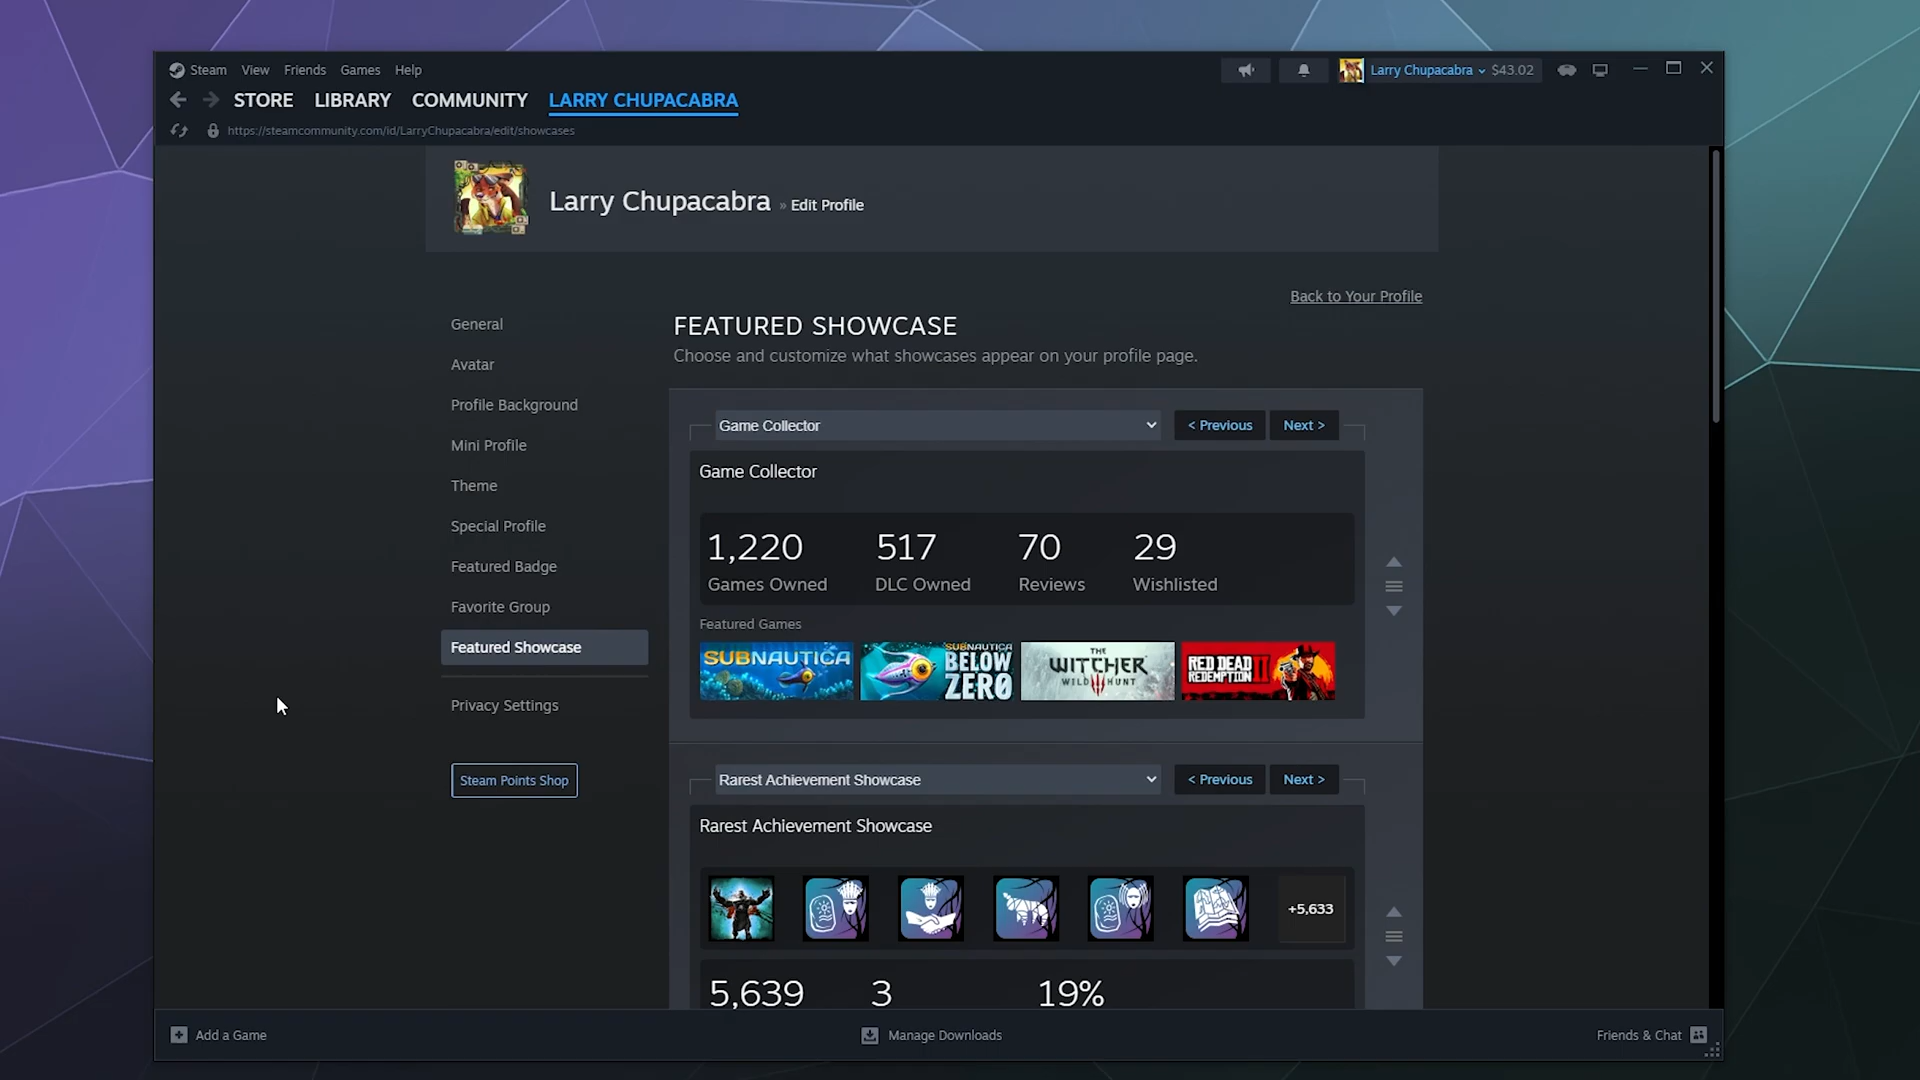 Steam View Friends Games Help
Larry Chupacabra $43.02
STORE LIBRARY COMMUNITY LARRY CHUPACABRA
https://steamcommunity.com/id/LarryChupacabra/edit/showcases
Larry Chupacabra » Edit Profile
Back to Your Profile
General
Avatar
Profile Background
Mini Profile
Theme
Special Profile
Featured Badge
Favorite Group
Featured Showcase
Privacy Settings
Steam Points Shop
FEATURED SHOWCASE
Choose and customize what showcases appear on your profile page.
Game Collector
< Previous
Next >
Game Collector
1,220 517 70 29
Games Owned DLC Owned Reviews Wishlisted
Featured Games
SUBNAUTICA
SUBNAUTICA
BELOW
ZERO
THE
WITCHER
WILD HUNT
RED DEAD
REDEMPTION II
Rarest Achievement Showcase
< Previous
Next >
Rarest Achievement Showcase
+5,633
5,639 3 19%
Add a Game
Manage Downloads
Friends & Chat